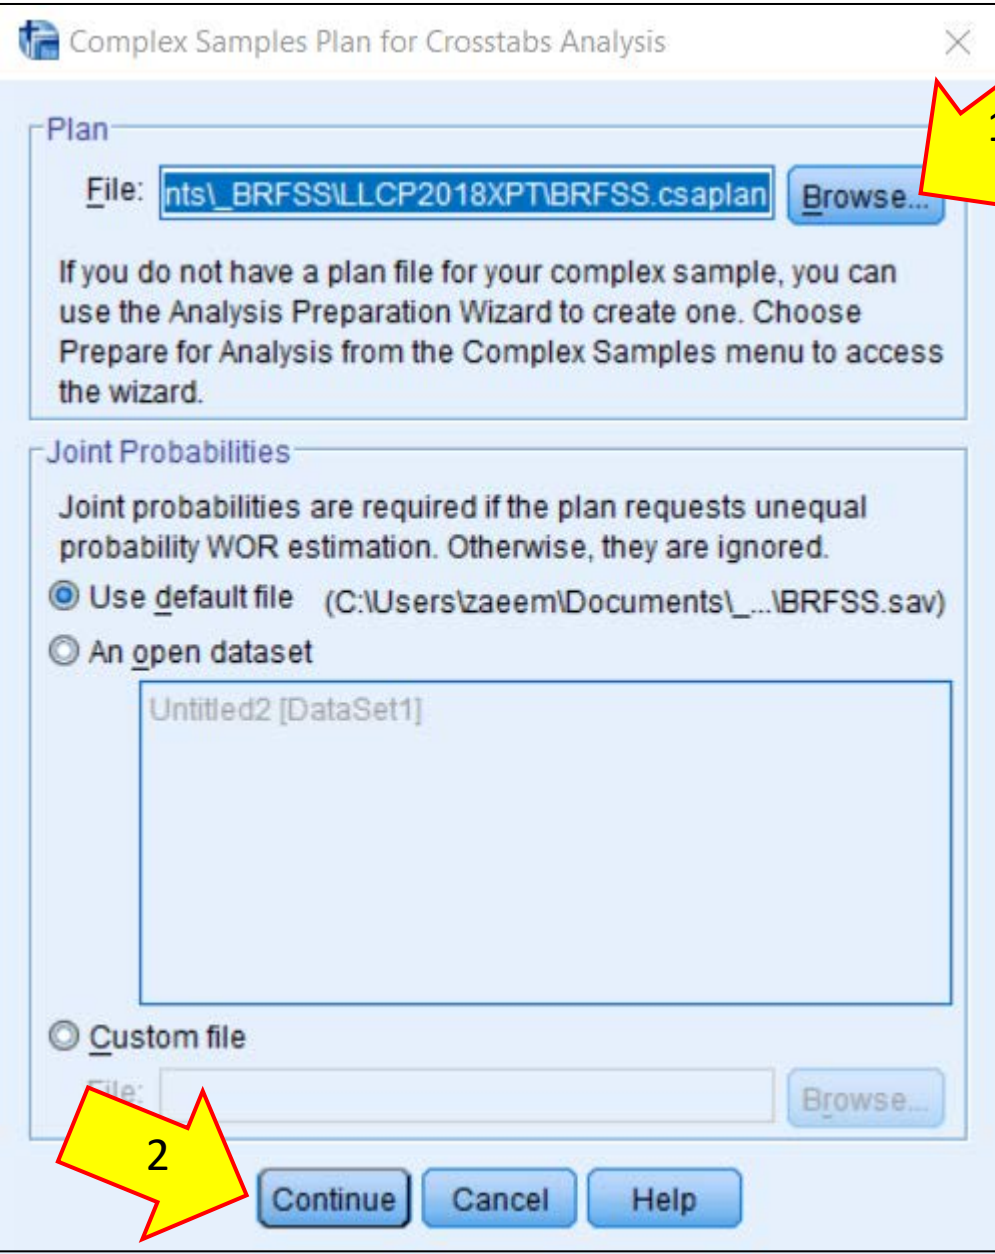 Complex Samples Plan for Crosstabs Analysis
Plan
1
File: nts\_BRFSS\LLCP2018XPT\BRFSS.csaplan Browse...
If you do not have a plan file for your complex sample, you can
use the Analysis Preparation Wizard to create one. Choose
Prepare for Analysis from the Complex Samples menu to access
the wizard.
Joint Probabilities
Joint probabilities are required if the plan requests unequal
probability WOR estimation. Otherwise, they are ignored.
Use default file (C:\Users\zaeem\Documents\_...\BRFSS.sav)
An open dataset
Untitled2 [DataSet1]
Custom file
File: Browse...
2
Continue Cancel Help